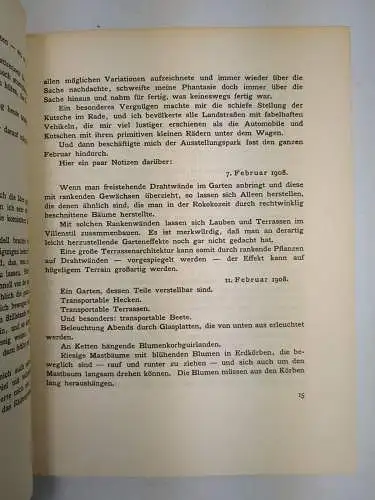 allen möglichen Variationen aufzeichnete und immer wieder über die
Sache nachdachte, schweifte meine Phantasie doch immer über die
Sache hinaus und nahm für fertig, was keineswegs fertig war.
Ein besonderes Vergnügen machte mir die schiefe Stellung der
Kutsche im Rade, und ich bevölkerte alle Landstraßen mit fabelhaften
Vehikeln, die mir viel lustiger erschienen als die Automobile und
Kutschen mit ihren primitiven kleinen Rädern unter dem Wagen.
Und dann beschäftigte mich der Ausstellungspark fast den ganzen
Februar hindurch.
Hier ein paar Notizen darüber:
7. Februar 1908.
Wenn man freistehende Drahtwände im Garten anbringt und diese
mit rankenden Gewächsen überzieht, so lassen sich Alleen herstellen,
die denen ähnlich sind, die man in der Rokokozeit durch rechtwinklig
beschnittene Bäume herstellte.
Mit solchen Rankenwänden lassen sich Lauben und Terrassen im
Villenstil zusammenbauen. Es ist merkwürdig, daß man an derartig
leicht herzustellende Garteneffekte noch gar nicht gedacht hat.
Eine große Terrassenarchitektur kann somit durch rankende Pflanzen
auf Drahtwänden — vorgespiegelt werden — der Effekt kann auf
hügeligem Terrain großartig werden.
11. Februar 1908.
Ein Garten, dessen Teile verstellbar sind.
Transportable Hecken.
Transportable Terrassen.
Und besonders: transportable Beete.
Beleuchtung Abends durch Glasplatten, die von unten aus erleuchtet
werden.
An Ketten hängende Blumenkorbguirlanden.
Riesige Mastbäume mit blühenden Blumen in Erdkörben, die be-
weglich sind — rauf und runter zu ziehen — und sich auch um den
Mastbaum langsam drehen können. Die Blumen müssen aus den Körben
lang heraushängen.
15